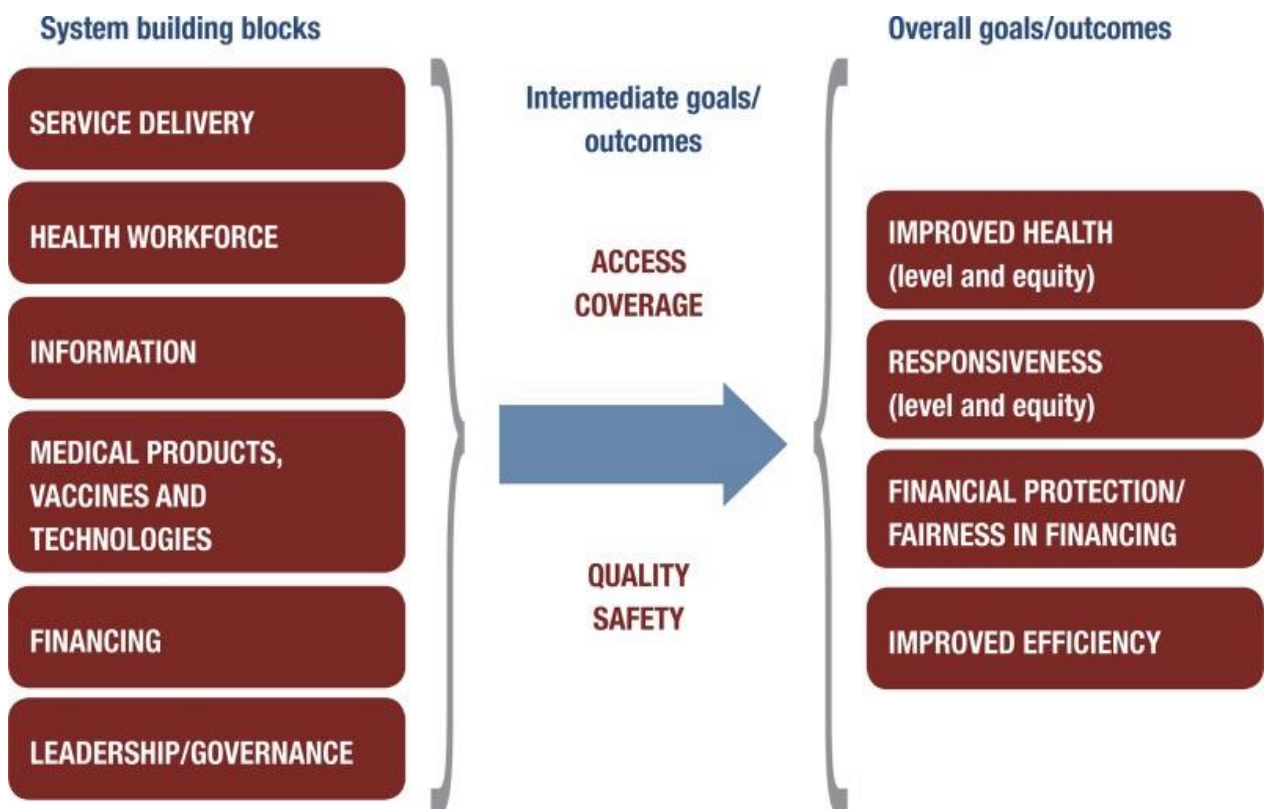 System building blocks
SERVICE DELIVERY
HEALTH WORKFORCE
INFORMATION
MEDICAL PRODUCTS,
VACCINES AND
TECHNOLOGIES
FINANCING
LEADERSHIP/GOVERNANCE
Intermediate goals/
outcomes
ACCESS
COVERAGE
QUALITY
SAFETY
Overall goals/outcomes
IMPROVED HEALTH
(level and equity)
RESPONSIVENESS
(level and equity)
FINANCIAL PROTECTION/
FAIRNESS IN FINANCING
IMPROVED EFFICIENCY